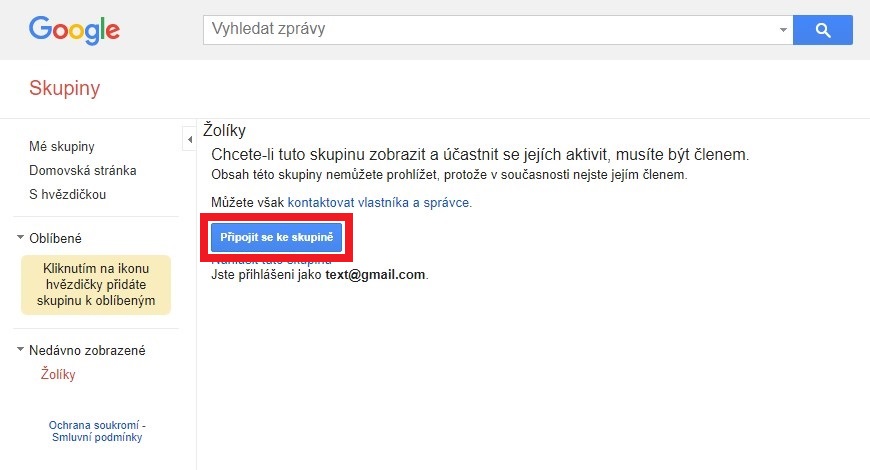 Google
Vyhledat zprávy
Skupiny
Mé skupiny
Domovská stránka
S hvězdičkou
Oblíbené
Kliknutím na ikonu
hvězdičky přidáte
skupinu k oblíbeným
Nedávno zobrazené
Žolíky
Ochrana soukromí -
Smluvní podmínky
Žolíky
Chcete-li tuto skupinu zobrazit a účastnit se jejích aktivit, musíte být členem.
Obsah této skupiny nemůžete prohlížet, protože v současnosti nejste jejím členem.
Můžete však kontaktovat vlastníka a správce.
Připojit se ke skupině
Nahlásit tuto skupinu
Jste přihlášeni jako text@gmail.com.